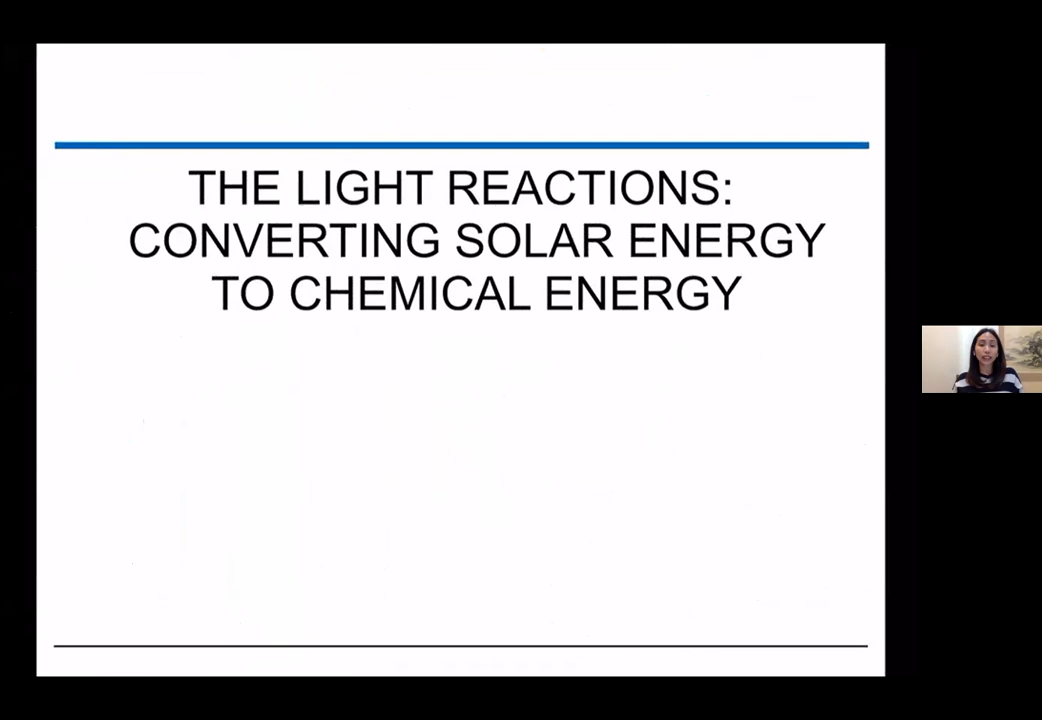 THE LIGHT REACTIONS:
CONVERTING SOLAR ENERGY
TO CHEMICAL ENERGY